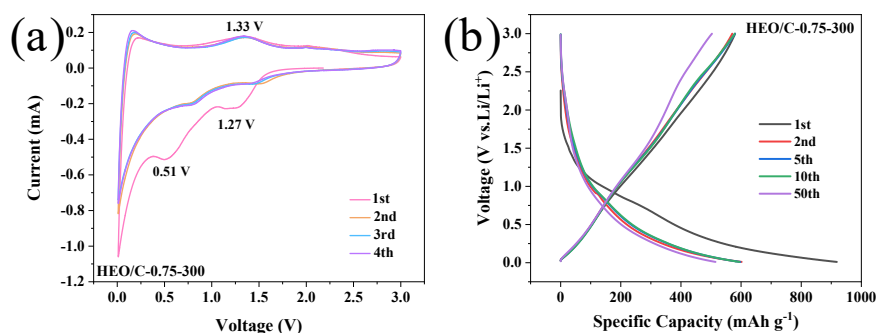 (a)
Current (mA)
0.4
0.2
0.0
-0.2
-0.4
-0.6
-0.8
-1.0
-1.2
1.33 V
1.27 V
0.51 V
1st
2nd
3rd
4th
HEO/C-0.75-300
0.0 0.5 1.0 1.5 2.0 2.5 3.0
Voltage (V)
(b)
HEO/C-0.75-300
Voltage (V vs.Li/Li⁺)
3.0
2.5
2.0
1.5
1.0
0.5
0.0
1st
2nd
5th
10th
50th
0 200 400 600 800 1000
Specific Capacity (mAh g⁻¹)